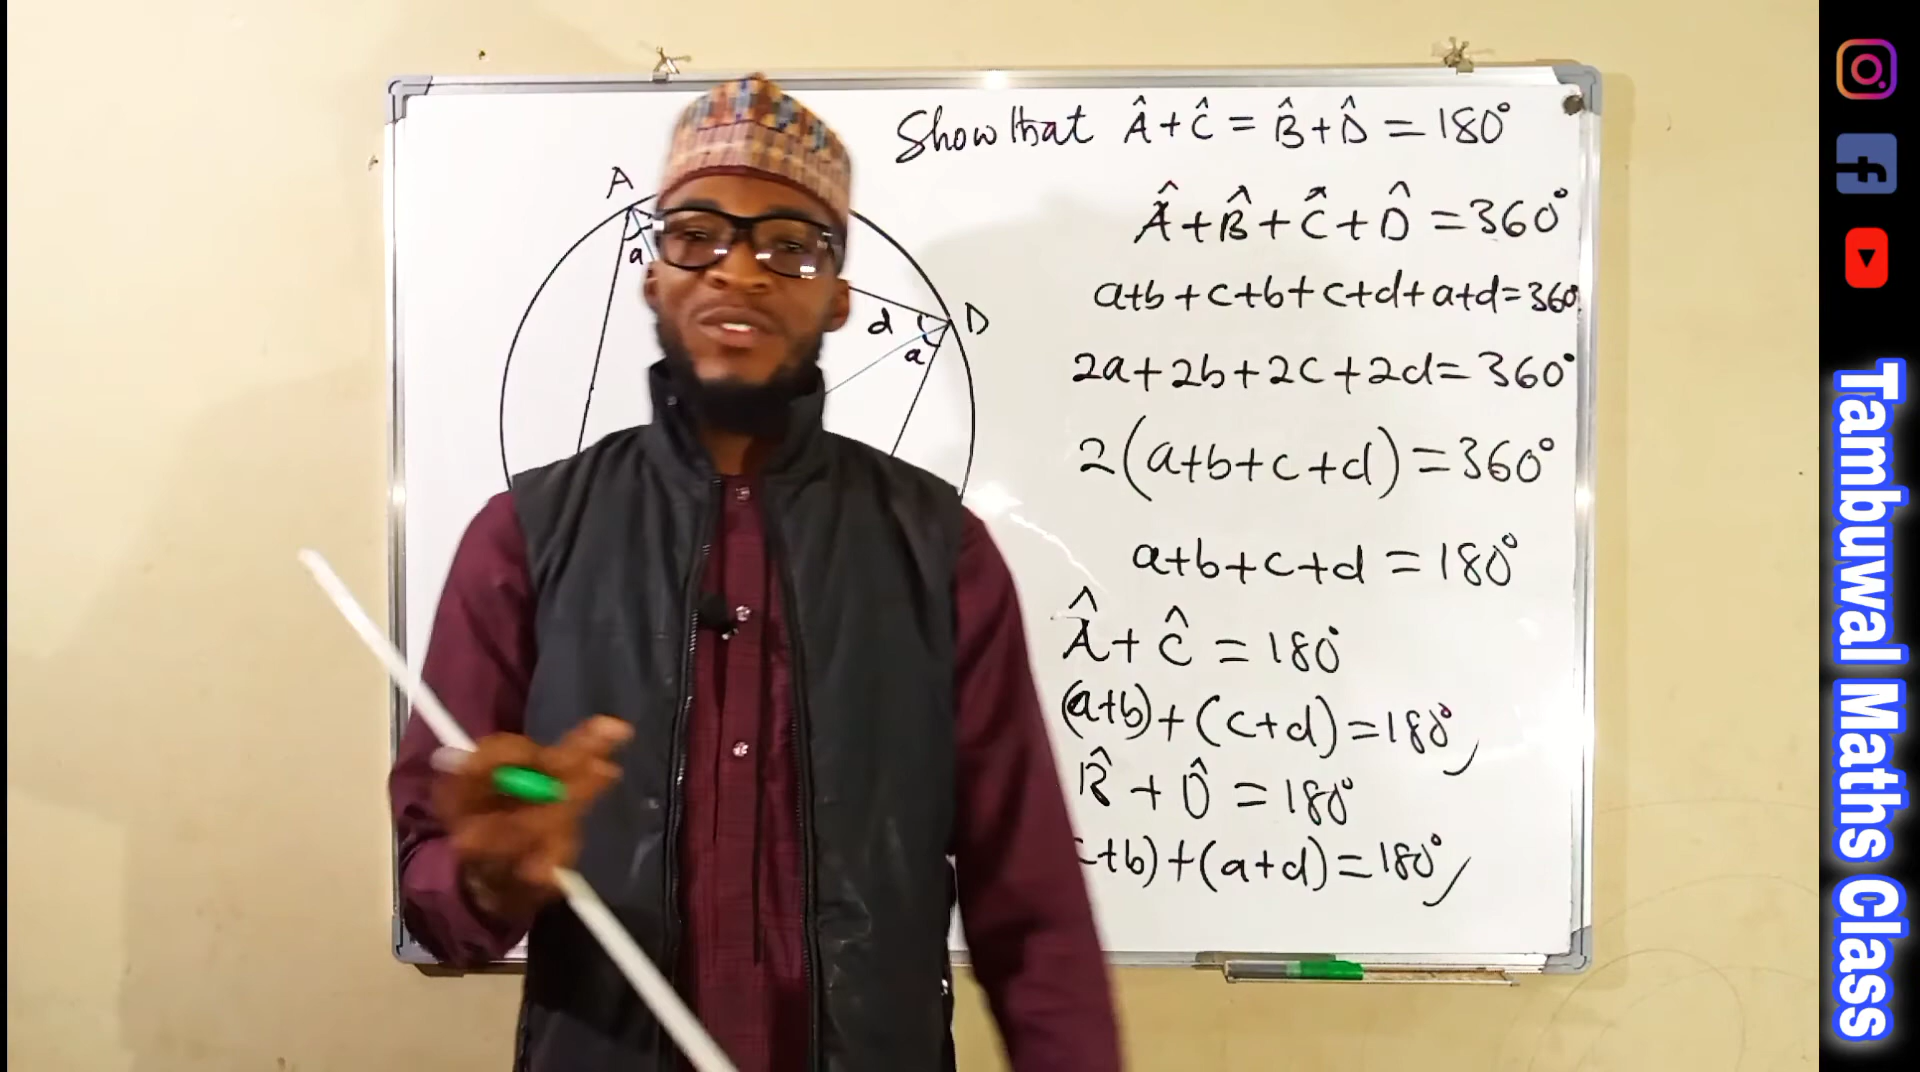 Show that Â+Ĉ = B̂+D̂ = 180°
Â+B̂+Ĉ+D̂ = 360°
a+b+c+b+c+d+a+d=360
2a+2b+2c+2d=360°
2(a+b+c+d)=360°
a+b+c+d = 180°
Â+Ĉ = 180°
(a+b)+(c+d)=180°
B̂+D̂ = 180°
+b)+(a+d)=180°
A
a
d
D
a
Tambuwal Maths Class